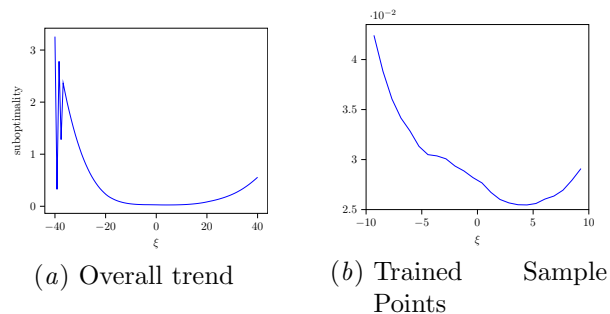 3
2
1
0
suboptimality
−40 −20 0 20 40
ξ
(a) Overall trend
·10⁻²
4
3.5
3
2.5
−10 −5 0 5 10
ξ
(b) Trained Sample
Points